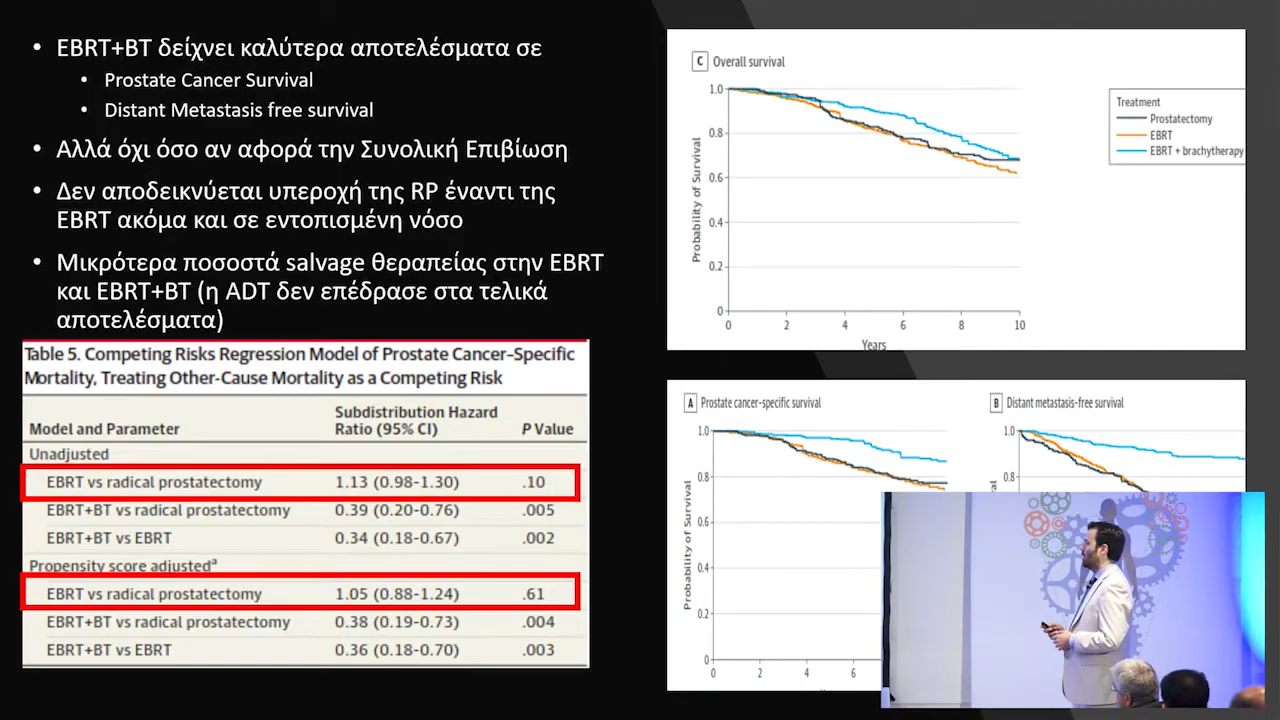 • EBRT+BT δείχνει καλύτερα αποτελέσματα σε
• Prostate Cancer Survival
• Distant Metastasis free survival
• Αλλά όχι όσο αν αφορά την Συνολική Επιβίωση
• Δεν αποδεικνύεται υπεροχή της RP έναντι της
EBRT ακόμα και σε εντοπισμένη νόσο
• Μικρότερα ποσοστά salvage θεραπείας στην EBRT
και EBRT+BT (η ADT δεν επέδρασε στα τελικά
αποτελέσματα)
Table 5. Competing Risks Regression Model of Prostate Cancer–Specific
Mortality, Treating Other-Cause Mortality as a Competing Risk
Model and Parameter Subdistribution Hazard Ratio (95% CI) P Value
Unadjusted
EBRT vs radical prostatectomy 1.13 (0.98-1.30) .10
EBRT+BT vs radical prostatectomy 0.39 (0.20-0.76) .005
EBRT+BT vs EBRT 0.34 (0.18-0.67) .002
Propensity score adjustedª
EBRT vs radical prostatectomy 1.05 (0.88-1.24) .61
EBRT+BT vs radical prostatectomy 0.38 (0.19-0.73) .004
EBRT+BT vs EBRT 0.36 (0.18-0.70) .003
C Overall survival
Probability of Survival
1.0
0.8
0.6
0.4
0.2
0
0 2 4 6 8 10
Years
Treatment
Prostatectomy
EBRT
EBRT + brachytherapy
A Prostate cancer-specific survival
Probability of Survival
1.0
0.8
0.6
0.4
0.2
0
0 2 4 6
B Distant metastasis-free survival
1.0
0.8